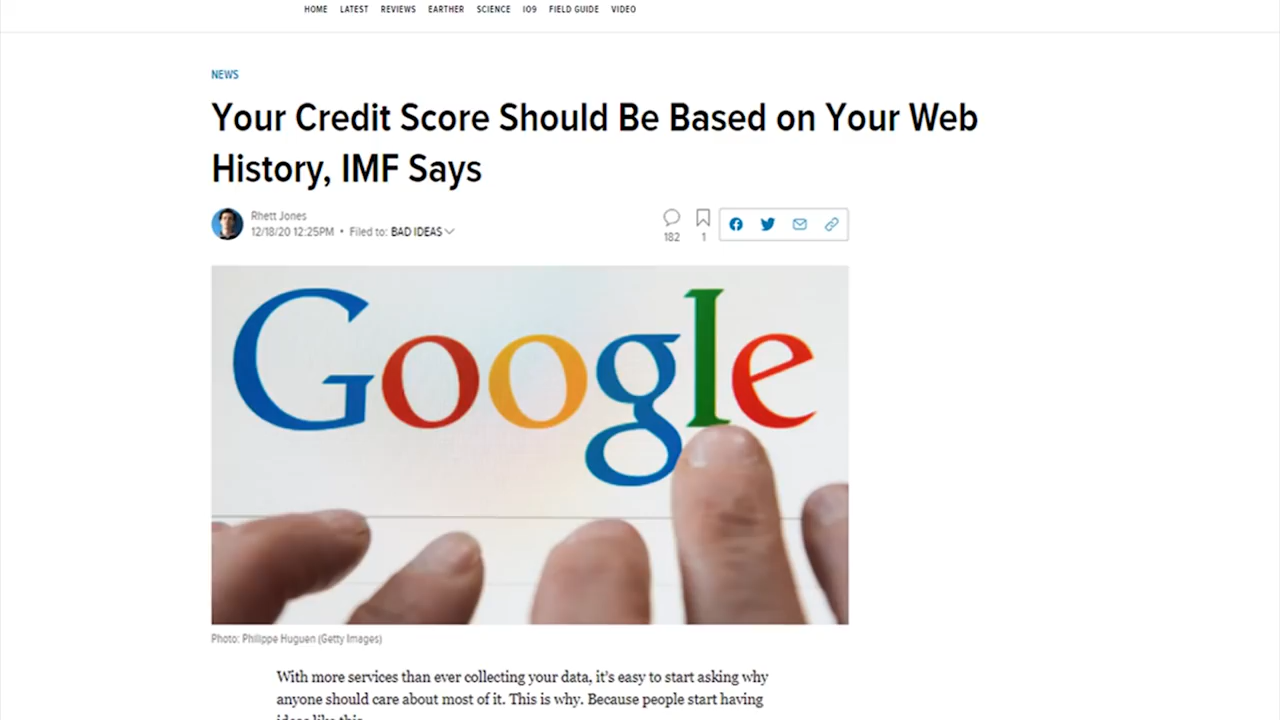 HOME LATEST REVIEWS EARTHER SCIENCE IO9 FIELD GUIDE VIDEO
NEWS
Your Credit Score Should Be Based on Your Web
History, IMF Says
Rhett Jones
12/18/20 12:25PM • Filed to: BAD IDEAS
182 1
Google
Photo: Philippe Huguen (Getty Images)
With more services than ever collecting your data, it's easy to start asking why
anyone should care about most of it. This is why. Because people start having
ideas like this.